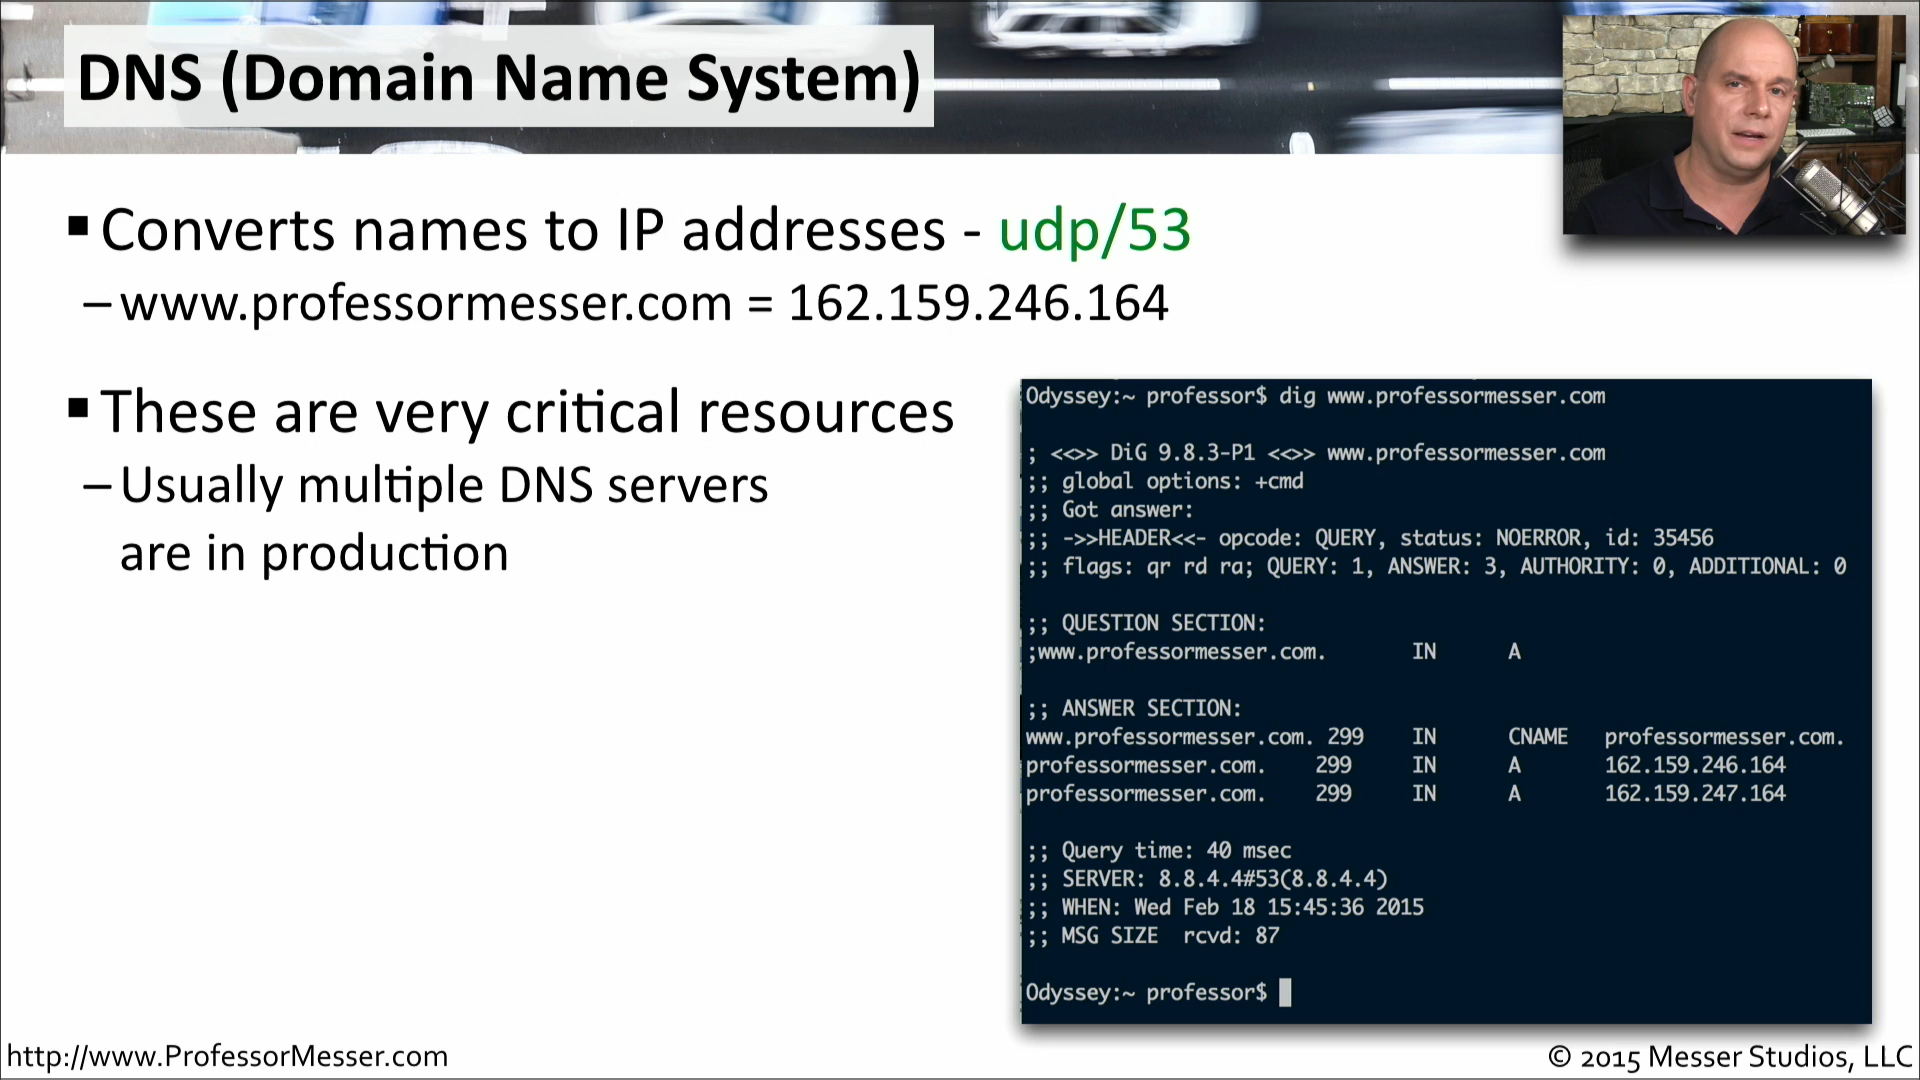 DNS (Domain Name System)
▪ Converts names to IP addresses - udp/53
– www.professormesser.com = 162.159.246.164
▪ These are very critical resources
– Usually multiple DNS servers
are in production
Odyssey:~ professor$ dig www.professormesser.com
; <<>> DiG 9.8.3-P1 <<>> www.professormesser.com
;; global options: +cmd
;; Got answer:
;; ->>HEADER<<- opcode: QUERY, status: NOERROR, id: 35456
;; flags: qr rd ra; QUERY: 1, ANSWER: 3, AUTHORITY: 0, ADDITIONAL: 0
;; QUESTION SECTION:
;www.professormesser.com. IN A
;; ANSWER SECTION:
www.professormesser.com. 299 IN CNAME professormesser.com.
professormesser.com. 299 IN A 162.159.246.164
professormesser.com. 299 IN A 162.159.247.164
;; Query time: 40 msec
;; SERVER: 8.8.4.4#53(8.8.4.4)
;; WHEN: Wed Feb 18 15:45:36 2015
;; MSG SIZE rcvd: 87
Odyssey:~ professor$
http://www.ProfessorMesser.com
© 2015 Messer Studios, LLC